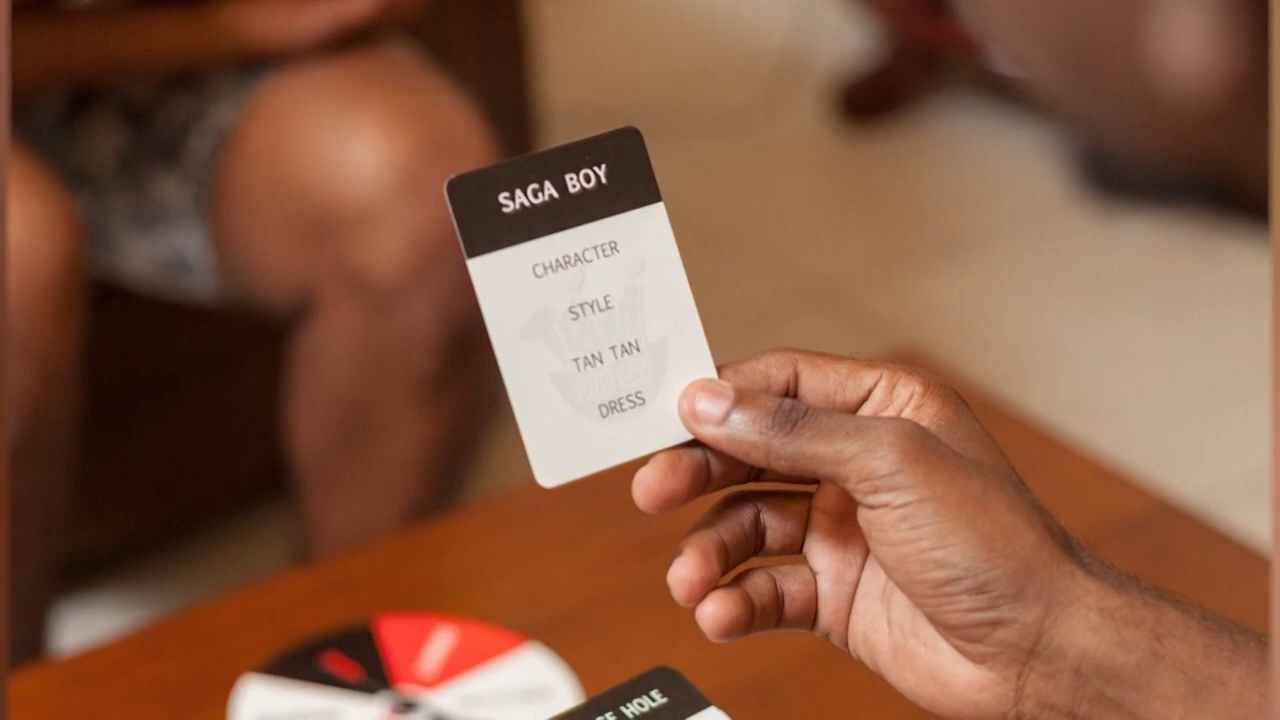 SAGA BOY
CHARACTER
STYLE
TAN TAN
DRESS
HOLE